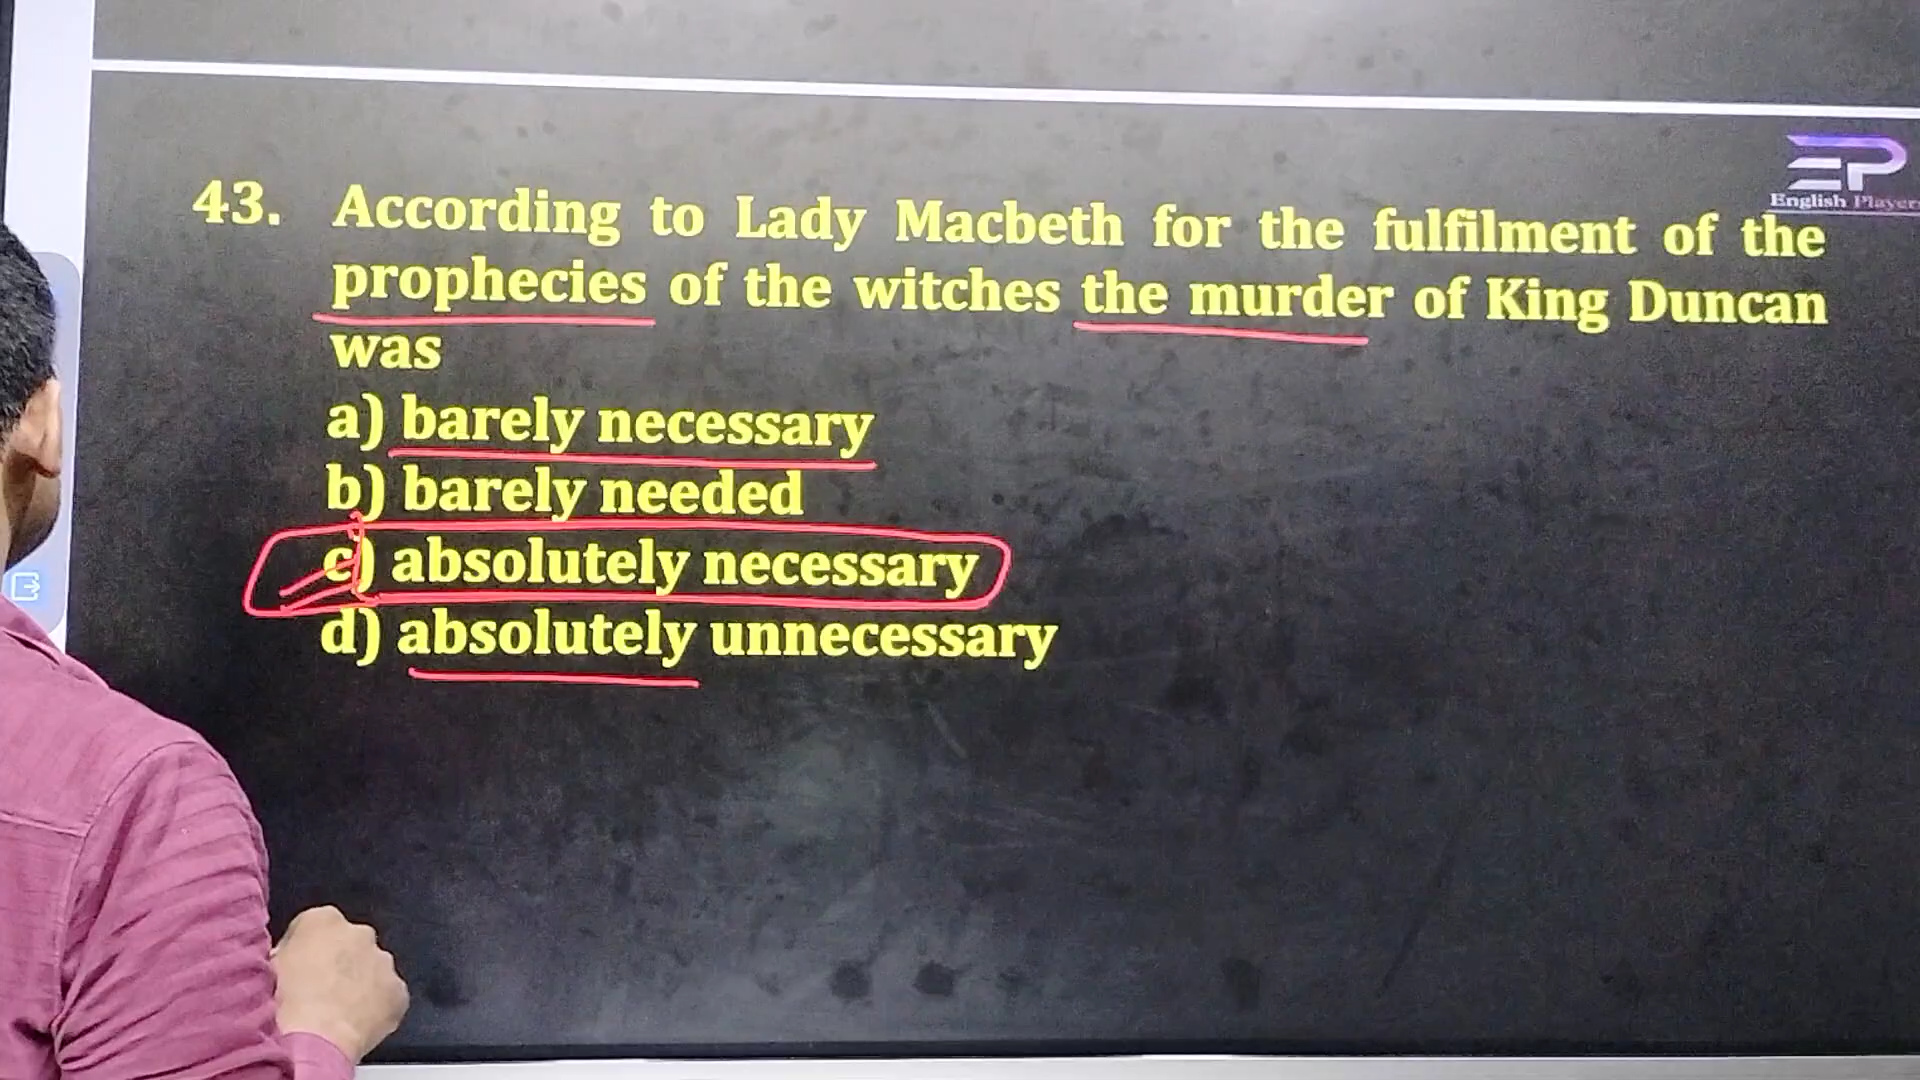 EP
English Players
43. According to Lady Macbeth for the fulfilment of the
prophecies of the witches the murder of King Duncan
was
a) barely necessary
b) barely needed
c) absolutely necessary
d) absolutely unnecessary